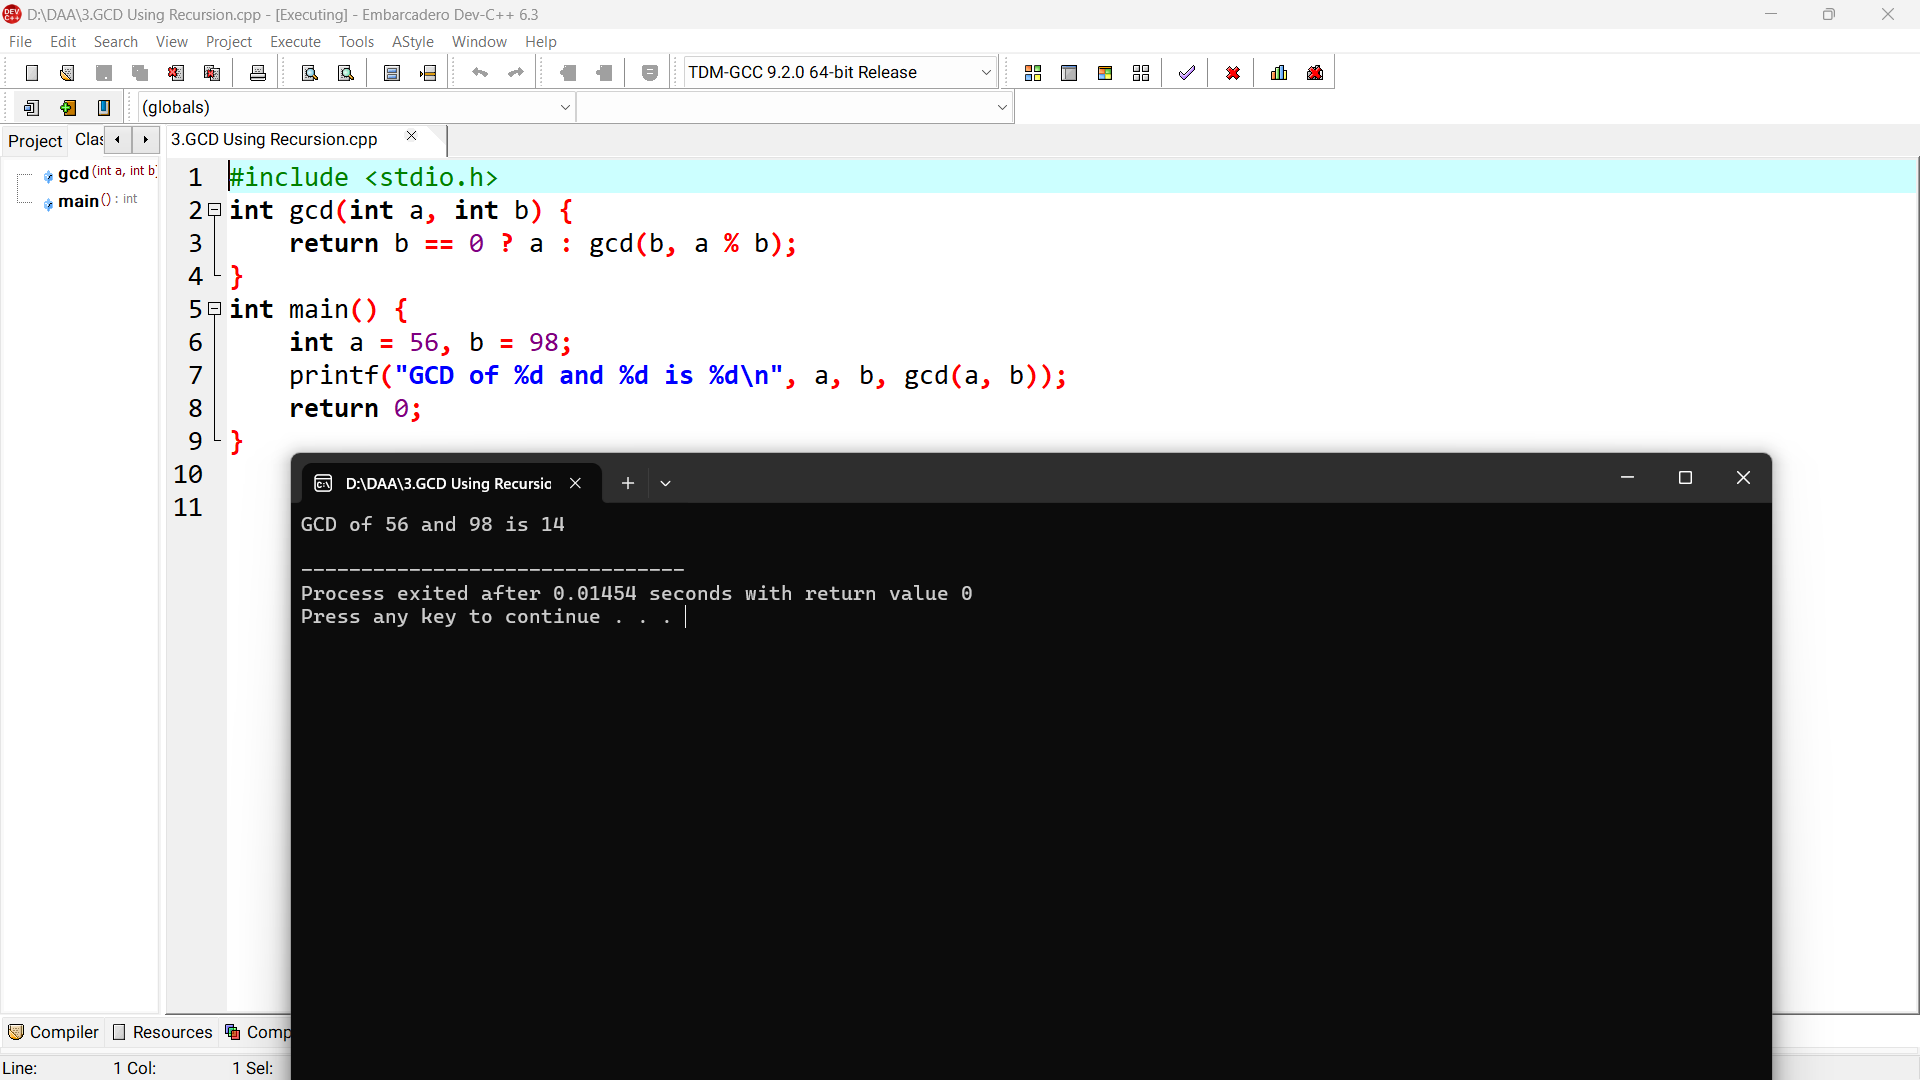 D:\DAA\3.GCD Using Recursion.cpp - [Executing] - Embarcadero Dev-C++ 6.3
File Edit Search View Project Execute Tools AStyle Window Help
TDM-GCC 9.2.0 64-bit Release
(globals)
Project Clas 3.GCD Using Recursion.cpp
gcd (int a, int b)
main () : int
1 #include <stdio.h>
2 int gcd(int a, int b) {
3 return b == 0 ? a : gcd(b, a % b);
4 }
5 int main() {
6 int a = 56, b = 98;
7 printf("GCD of %d and %d is %d\n", a, b, gcd(a, b));
8 return 0;
9 }
10
11
D:\DAA\3.GCD Using Recursic
GCD of 56 and 98 is 14
--------------------------------
Process exited after 0.01454 seconds with return value 0
Press any key to continue . . .
Compiler Resources Comp
Line: 1 Col: 1 Sel: